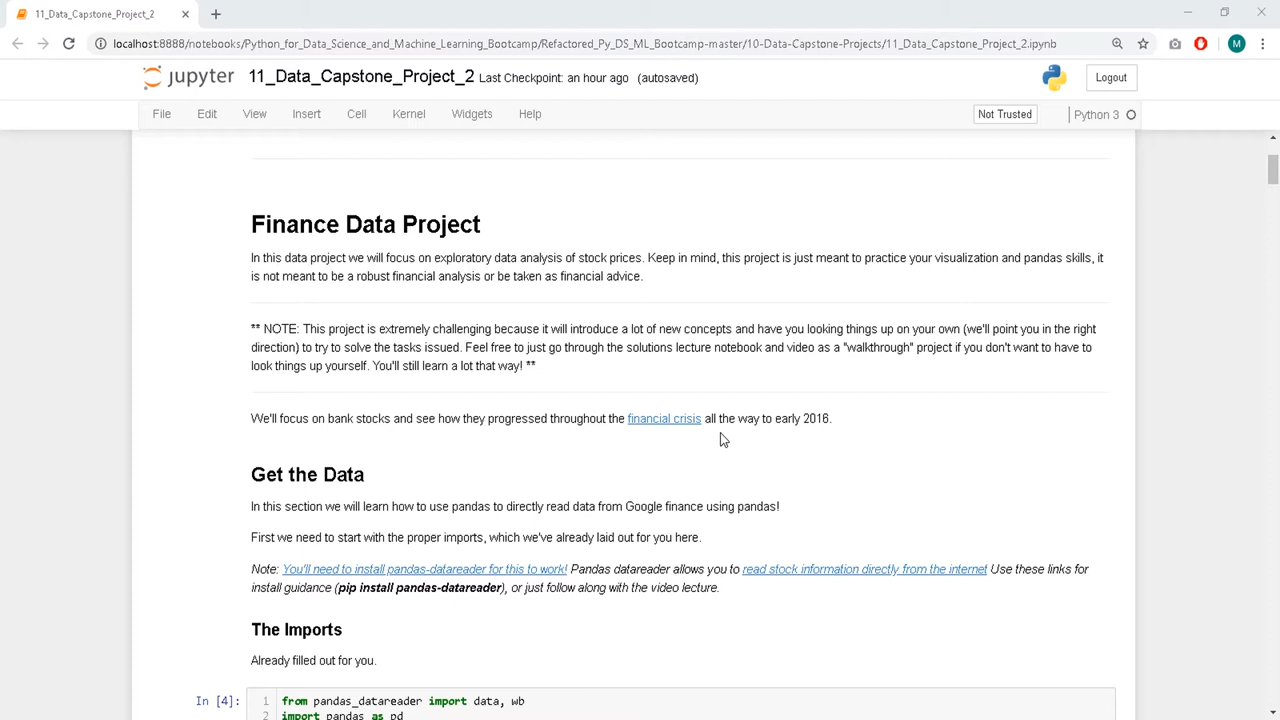 11_Data_Capstone_Project_2
localhost:8888/notebooks/Python_for_Data_Science_and_Machine_Learning_Bootcamp/Refactored_Py_DS_ML_Bootcamp-master/10-Data-Capstone-Projects/11_Data_Capstone_Project_2.ipynb
M
jupyter 11_Data_Capstone_Project_2 Last Checkpoint: an hour ago (autosaved)
Logout
File Edit View Insert Cell Kernel Widgets Help
Not Trusted
Python 3
Finance Data Project
In this data project we will focus on exploratory data analysis of stock prices. Keep in mind, this project is just meant to practice your visualization and pandas skills, it
is not meant to be a robust financial analysis or be taken as financial advice.
** NOTE: This project is extremely challenging because it will introduce a lot of new concepts and have you looking things up on your own (we'll point you in the right
direction) to try to solve the tasks issued. Feel free to just go through the solutions lecture notebook and video as a "walkthrough" project if you don't want to have to
look things up yourself. You'll still learn a lot that way! **
We'll focus on bank stocks and see how they progressed throughout the financial crisis all the way to early 2016.
Get the Data
In this section we will learn how to use pandas to directly read data from Google finance using pandas!
First we need to start with the proper imports, which we've already laid out for you here.
Note: You'll need to install pandas-datareader for this to work! Pandas datareader allows you to read stock information directly from the internet Use these links for
install guidance (pip install pandas-datareader), or just follow along with the video lecture.
The Imports
Already filled out for you.
In [4]: 1 from pandas_datareader import data, wb
2 import pandas as pd